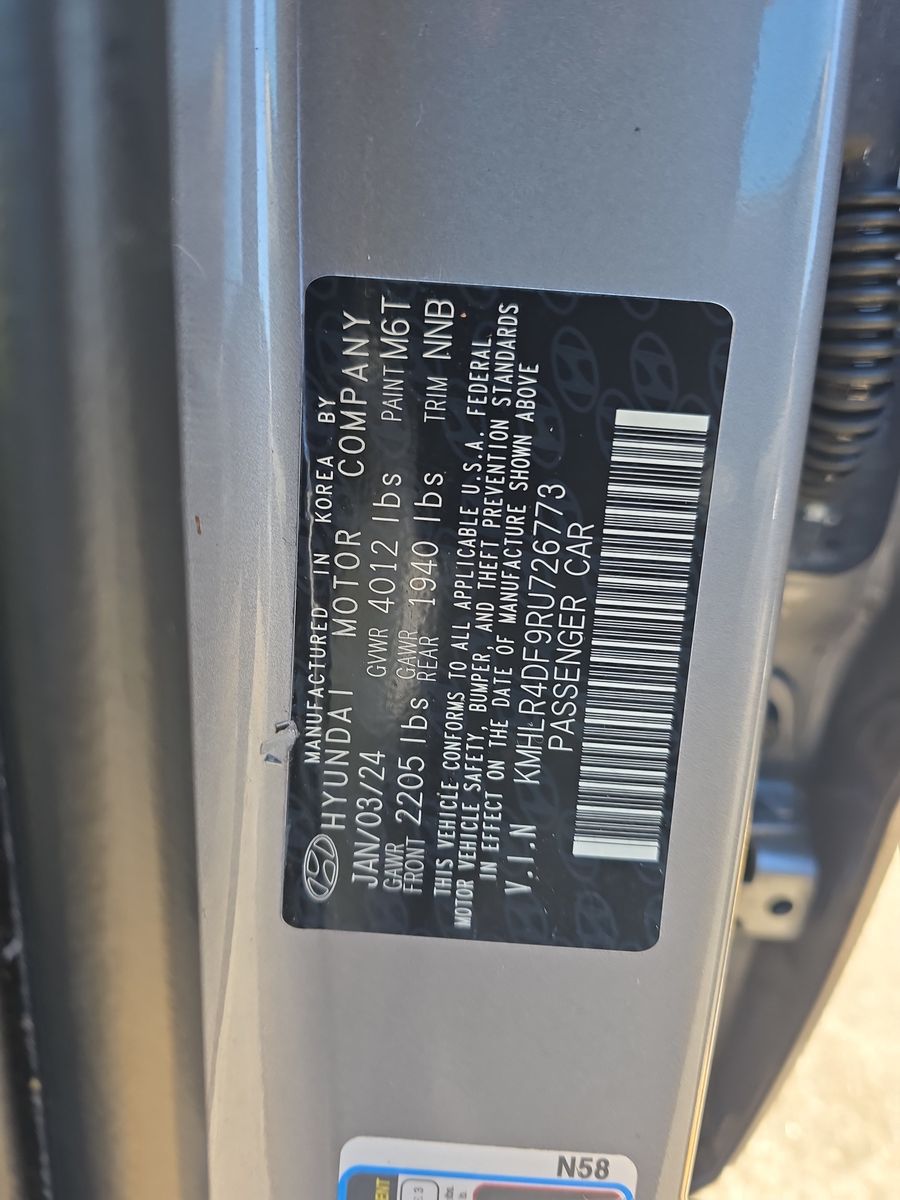 MANUFACTURED IN KOREA BY
HYUNDAI MOTOR COMPANY
JAN/03/24 GVWR 4012 lbs PAINT M6T
GAWR FRONT 2205 lbs GAWR REAR 1940 lbs TRIM NNB
THIS VEHICLE CONFORMS TO ALL APPLICABLE U.S.A. FEDERAL
MOTOR VEHICLE SAFETY, BUMPER, AND THEFT PREVENTION STANDARDS
IN EFFECT ON THE DATE OF MANUFACTURE SHOWN ABOVE
V.I.N KMHLR4DF9RU726773
PASSENGER CAR
N58